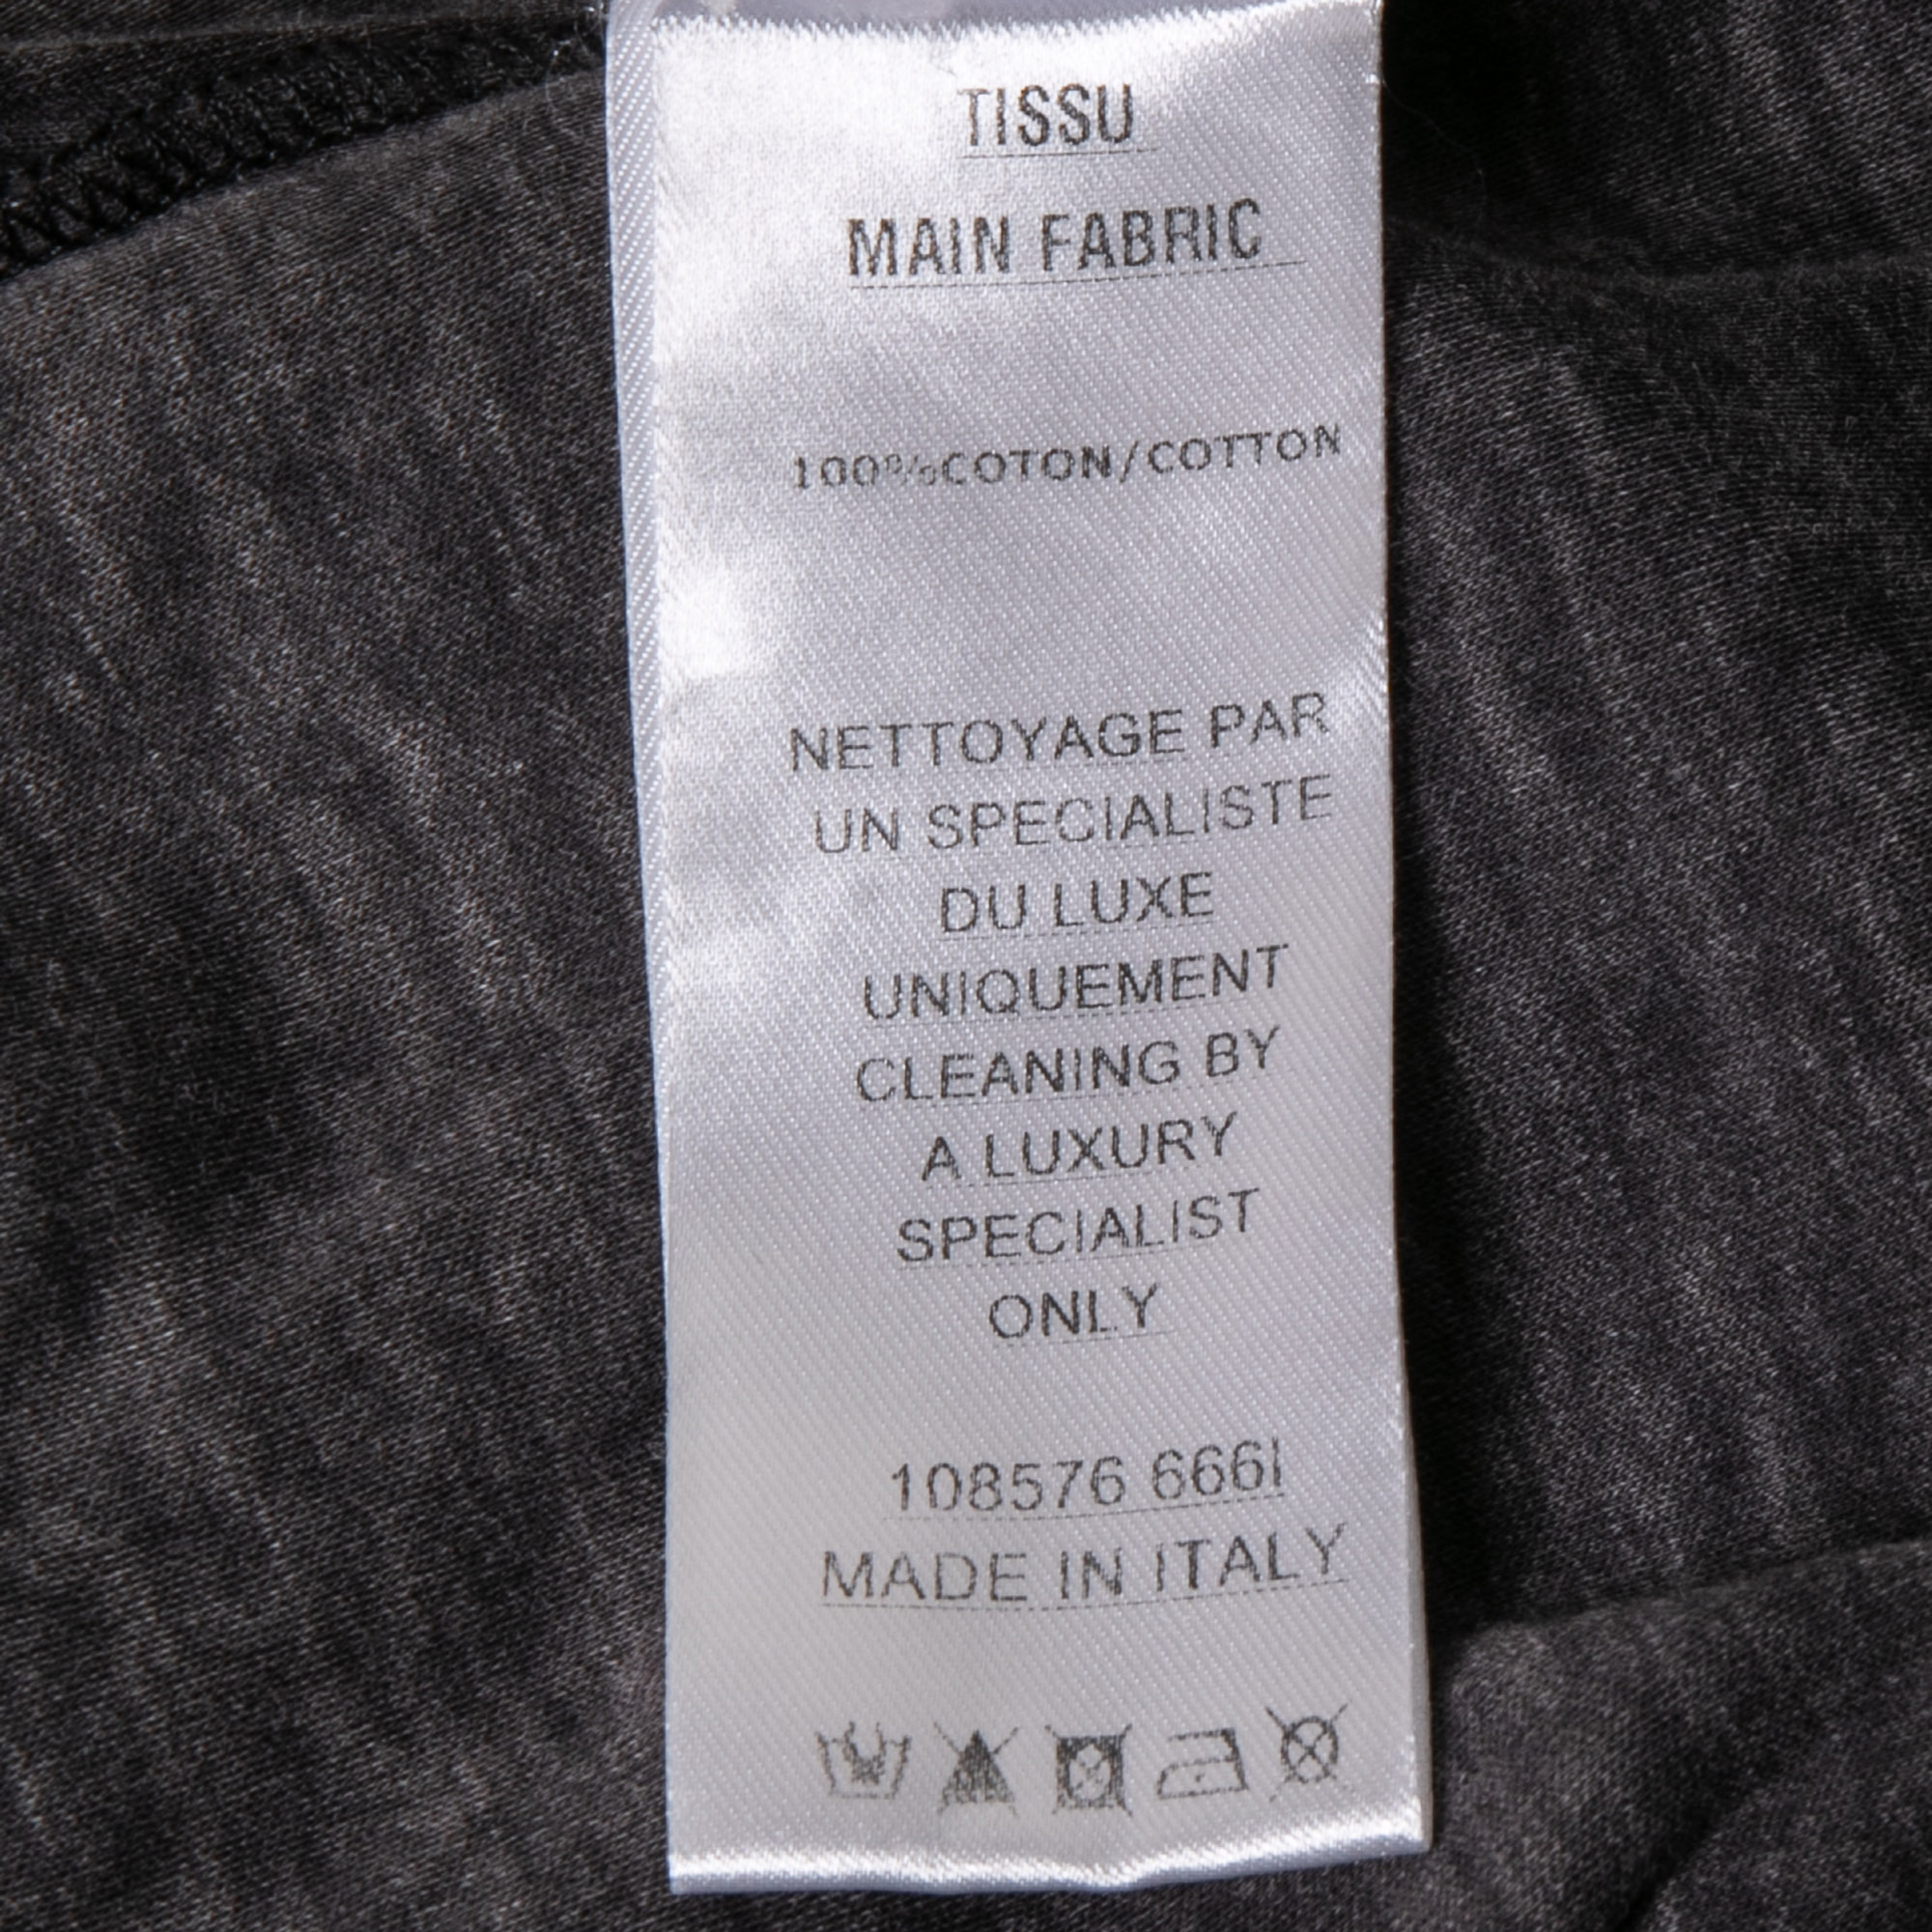 TISSU
MAIN FABRIC
100%COTON/COTTON
NETTOYAGE PAR
UN SPECIALISTE
DU LUXE
UNIQUEMENT
CLEANING BY
A LUXURY
SPECIALIST
ONLY
108576 666I
MADE IN ITALY